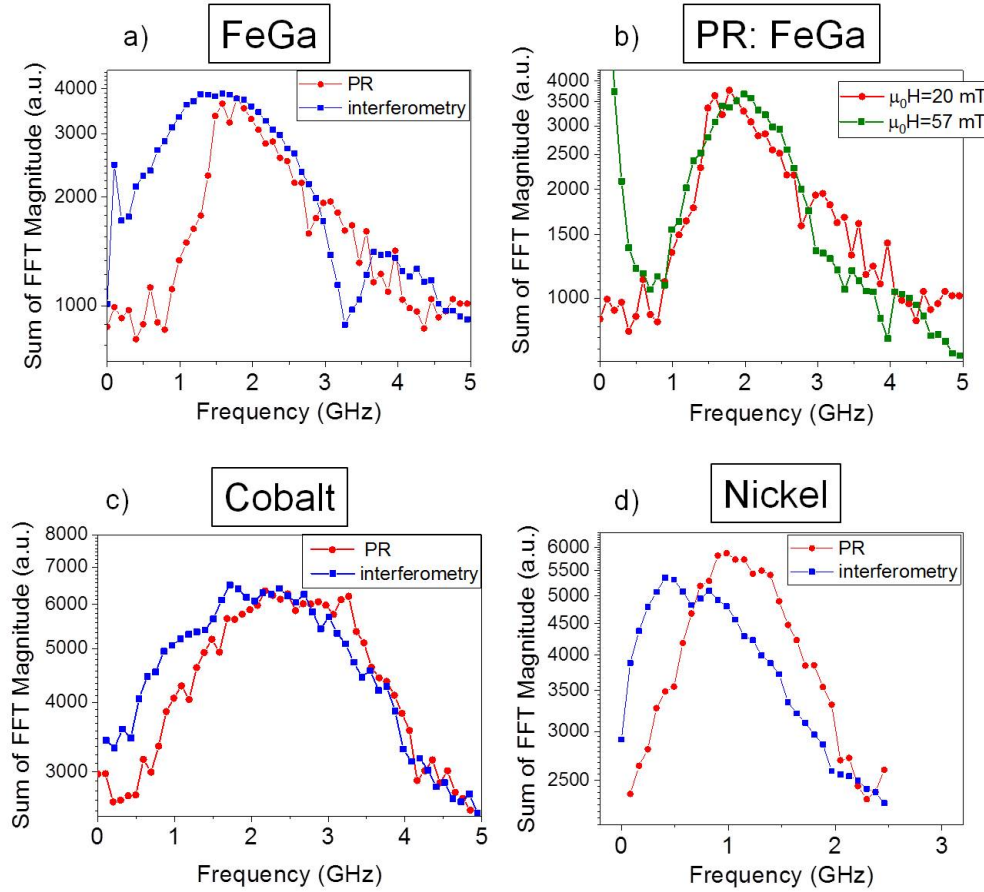 a)
FeGa
PR
interferometry
4000
3000
2000
1000
Sum of FFT Magnitude (a.u.)
0 1 2 3 4 5
Frequency (GHz)
b)
PR: FeGa
μ₀H=20 mT
μ₀H=57 mT
4000
3500
3000
2500
2000
1500
1000
Sum of FFT Magnitude (a.u.)
0 1 2 3 4 5
Frequency (GHz)
c)
Cobalt
PR
interferometry
8000
7000
6000
5000
4000
3000
Sum of FFT Magnitude (a.u.)
0 1 2 3 4 5
Frequency (GHz)
d)
Nickel
PR
interferometry
6000
5500
5000
4500
4000
3500
3000
2500
Sum of FFT Magnitude (a.u.)
0 1 2 3
Frequency (GHz)